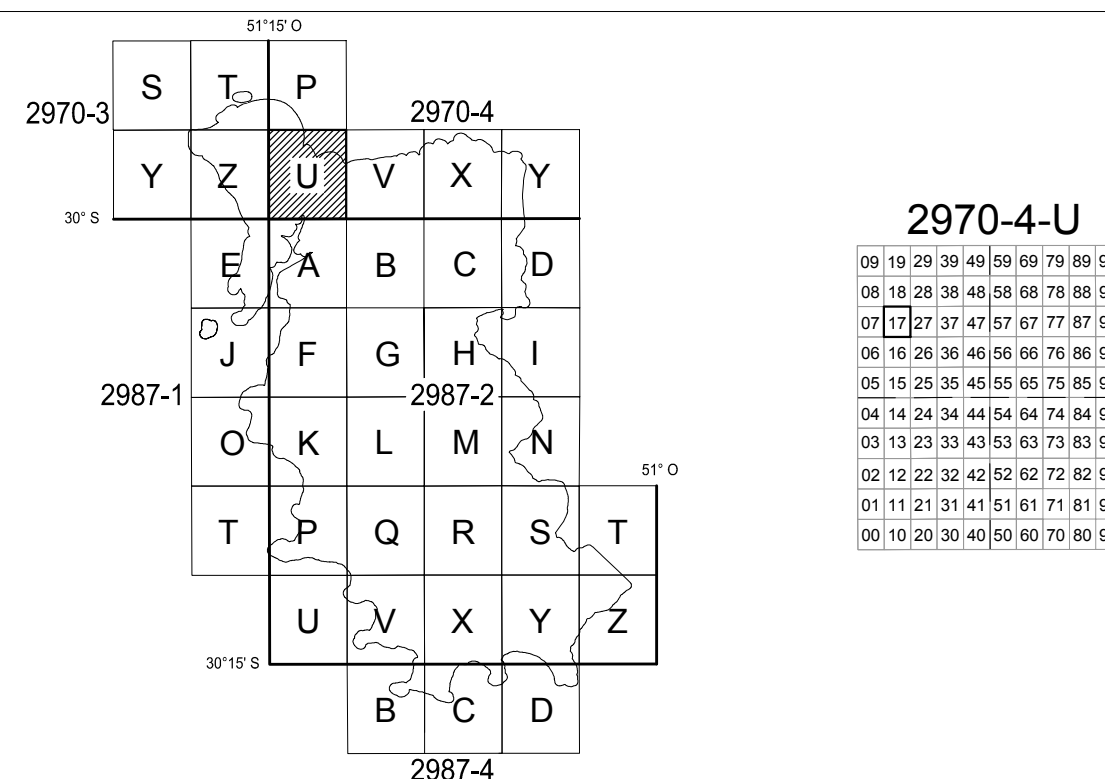 51°15' O
S T P
2970-3 2970-4
Y Z U V X Y
30° S
E A B C D
J F G H I
2987-1 2987-2
O K L M N
51° O
T P Q R S T
U V X Y Z
30°15' S
B C D
2987-4
2970-4-U
09 19 29 39 49 59 69 79 89
08 18 28 38 48 58 68 78 88
07 17 27 37 47 57 67 77 87
06 16 26 36 46 56 66 76 86
05 15 25 35 45 55 65 75 85
04 14 24 34 44 54 64 74 84
03 13 23 33 43 53 63 73 83
02 12 22 32 42 52 62 72 82
01 11 21 31 41 51 61 71 81
00 10 20 30 40 50 60 70 80